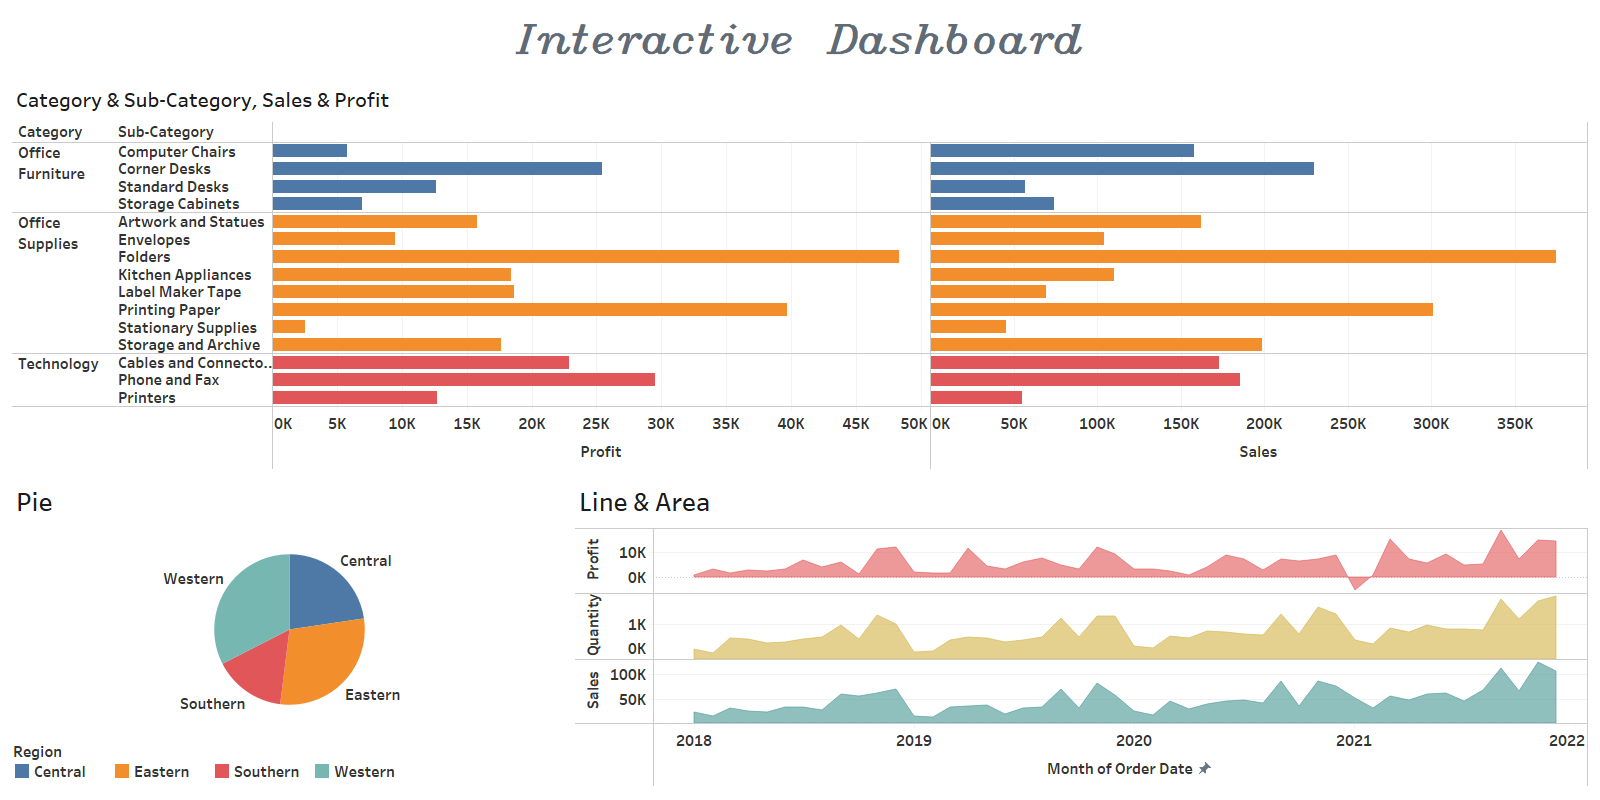 Interactive Dashboard
Category & Sub-Category, Sales & Profit
Category Sub-Category
Office Furniture
Computer Chairs
Corner Desks
Standard Desks
Storage Cabinets
Office Supplies
Artwork and Statues
Envelopes
Folders
Kitchen Appliances
Label Maker Tape
Printing Paper
Stationary Supplies
Storage and Archive
Technology
Cables and Connecto..
Phone and Fax
Printers
0K 5K 10K 15K 20K 25K 30K 35K 40K 45K 50K 0K 50K 100K 150K 200K 250K 300K 350K
Profit Sales
Pie
Central
Western
Eastern
Southern
Region
Central Eastern Southern Western
Line & Area
Profit
10K
0K
Quantity
1K
0K
Sales
100K
50K
2018 2019 2020 2021 2022
Month of Order Date